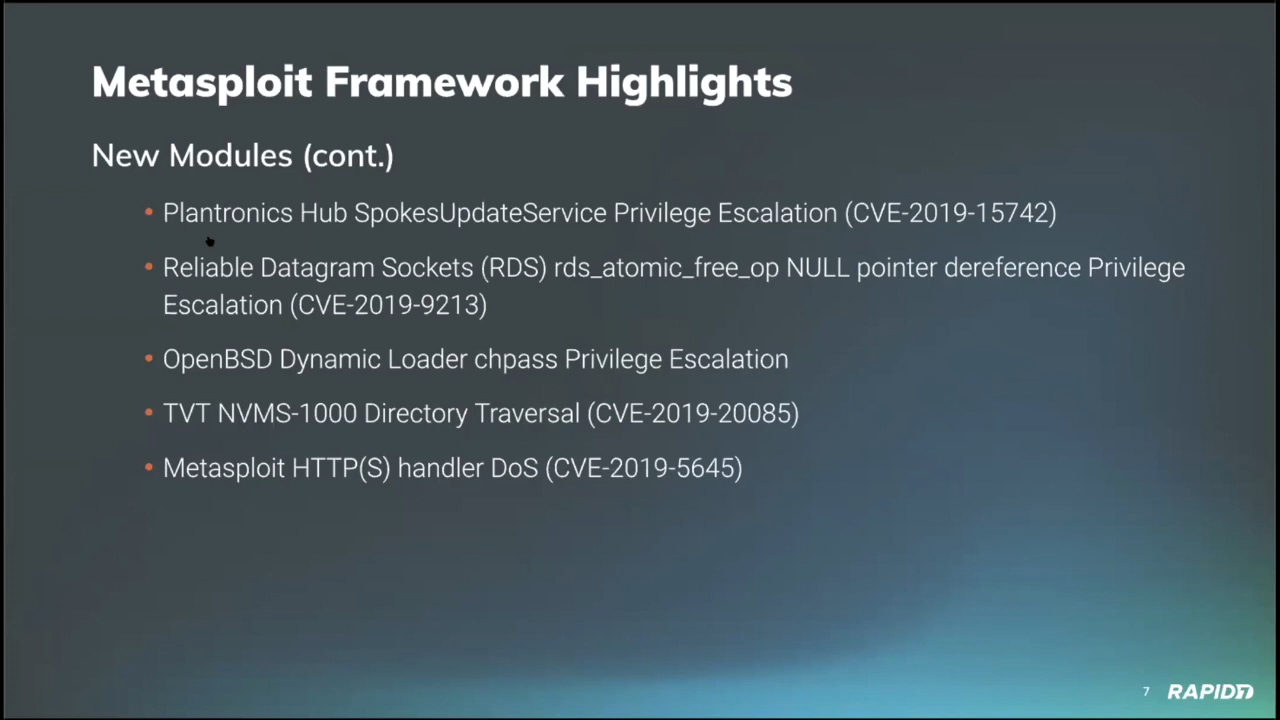 Metasploit Framework Highlights
New Modules (cont.)
• Plantronics Hub SpokesUpdateService Privilege Escalation (CVE-2019-15742)
• Reliable Datagram Sockets (RDS) rds_atomic_free_op NULL pointer dereference Privilege
Escalation (CVE-2019-9213)
• OpenBSD Dynamic Loader chpass Privilege Escalation
• TVT NVMS-1000 Directory Traversal (CVE-2019-20085)
• Metasploit HTTP(S) handler DoS (CVE-2019-5645)
7 RAPID7